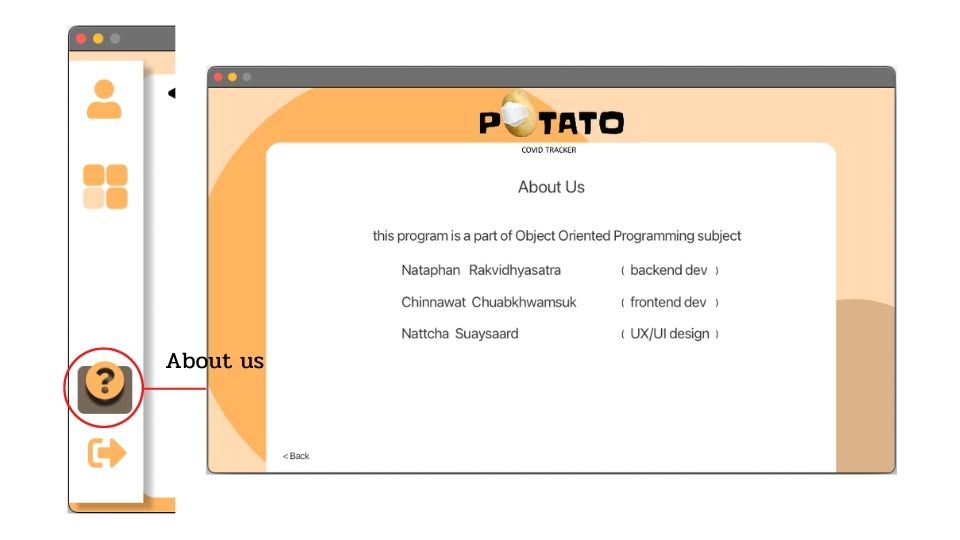 POTATO
COVID TRACKER
About Us
this program is a part of Object Oriented Programming subject
Nataphan Rakvidhyasatra ( backend dev )
Chinnawat Chuabkhwamsuk ( frontend dev )
Nattcha Suaysaard ( UX/UI design )
?
About us
< Back